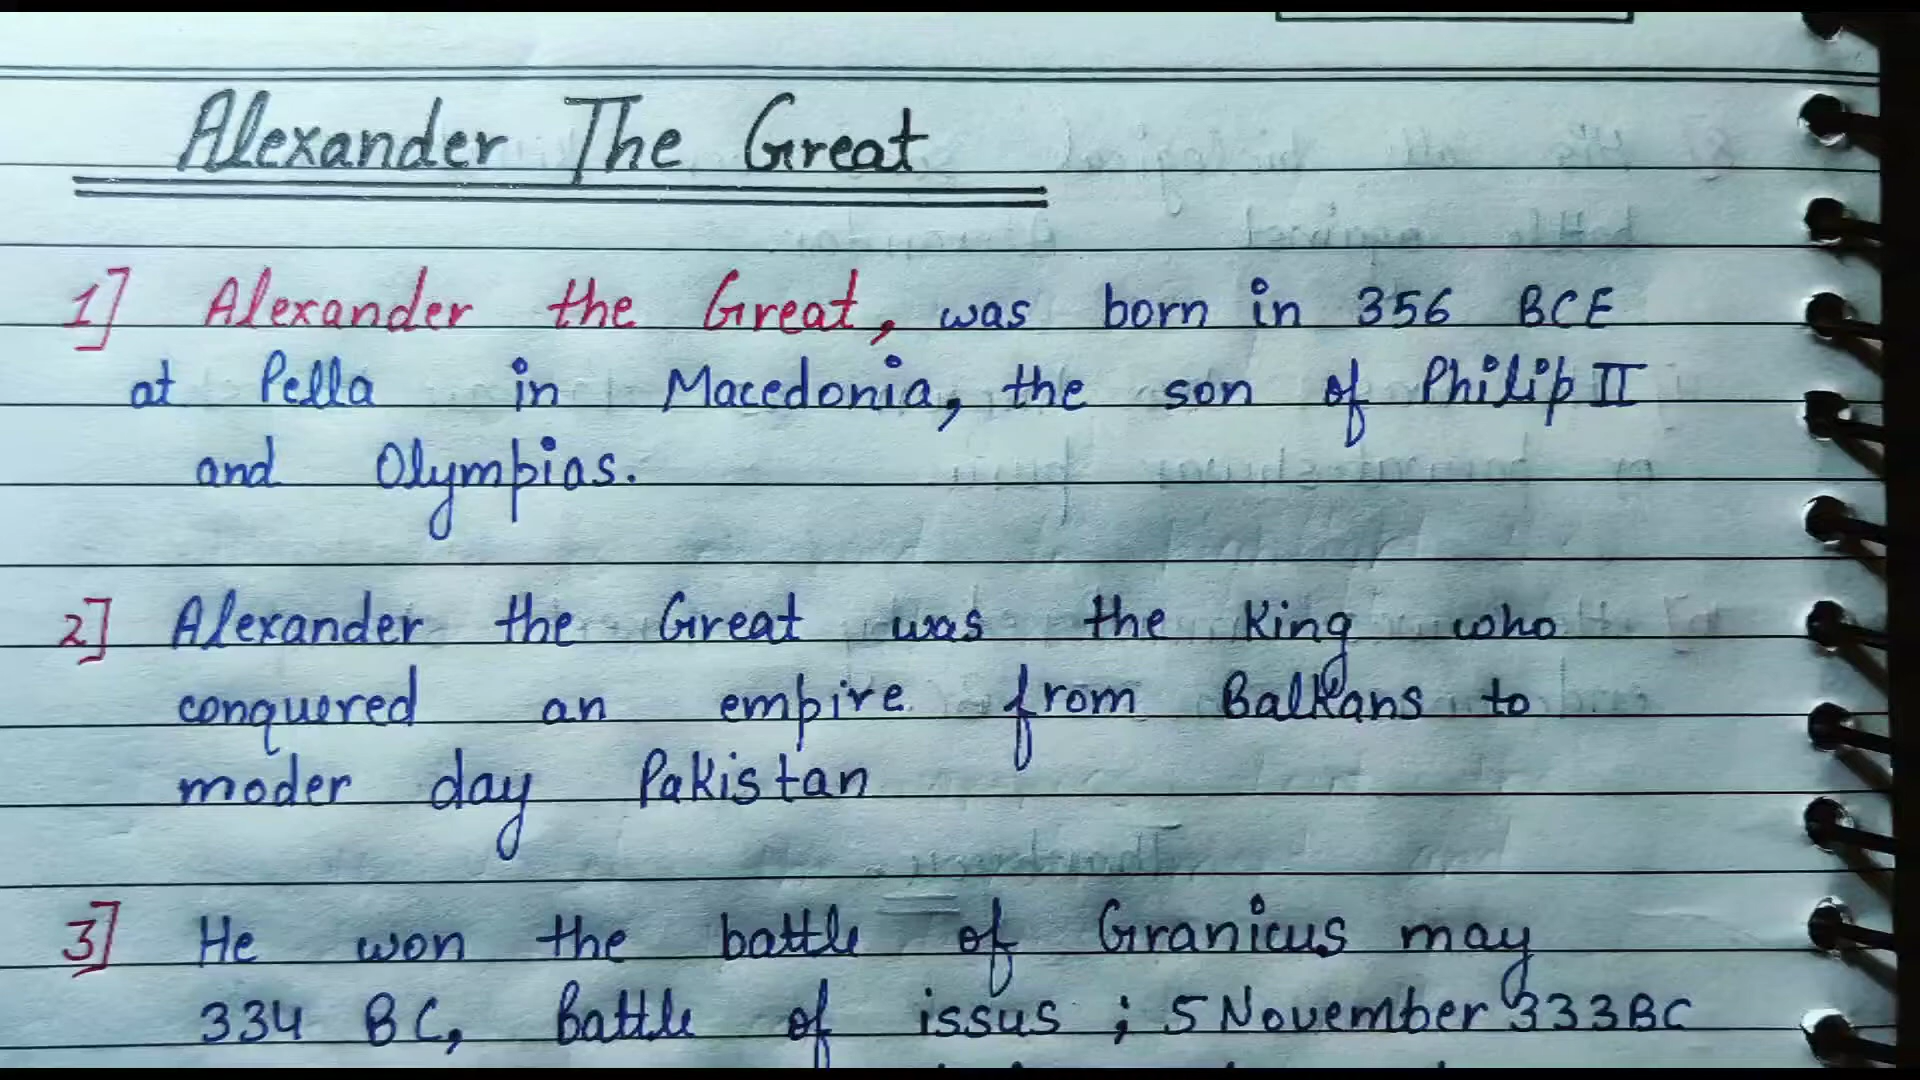 Alexander The Great
1] Alexander the Great, was born in 356 BCE
at Pella in Macedonia, the son of Philip II
and Olympias.
2] Alexander the Great was the King who
conquered an empire from Balkans to
moder day Pakistan
3] He won the battle of Granicus may
334 BC, Battle of issus ; 5 November 333BC